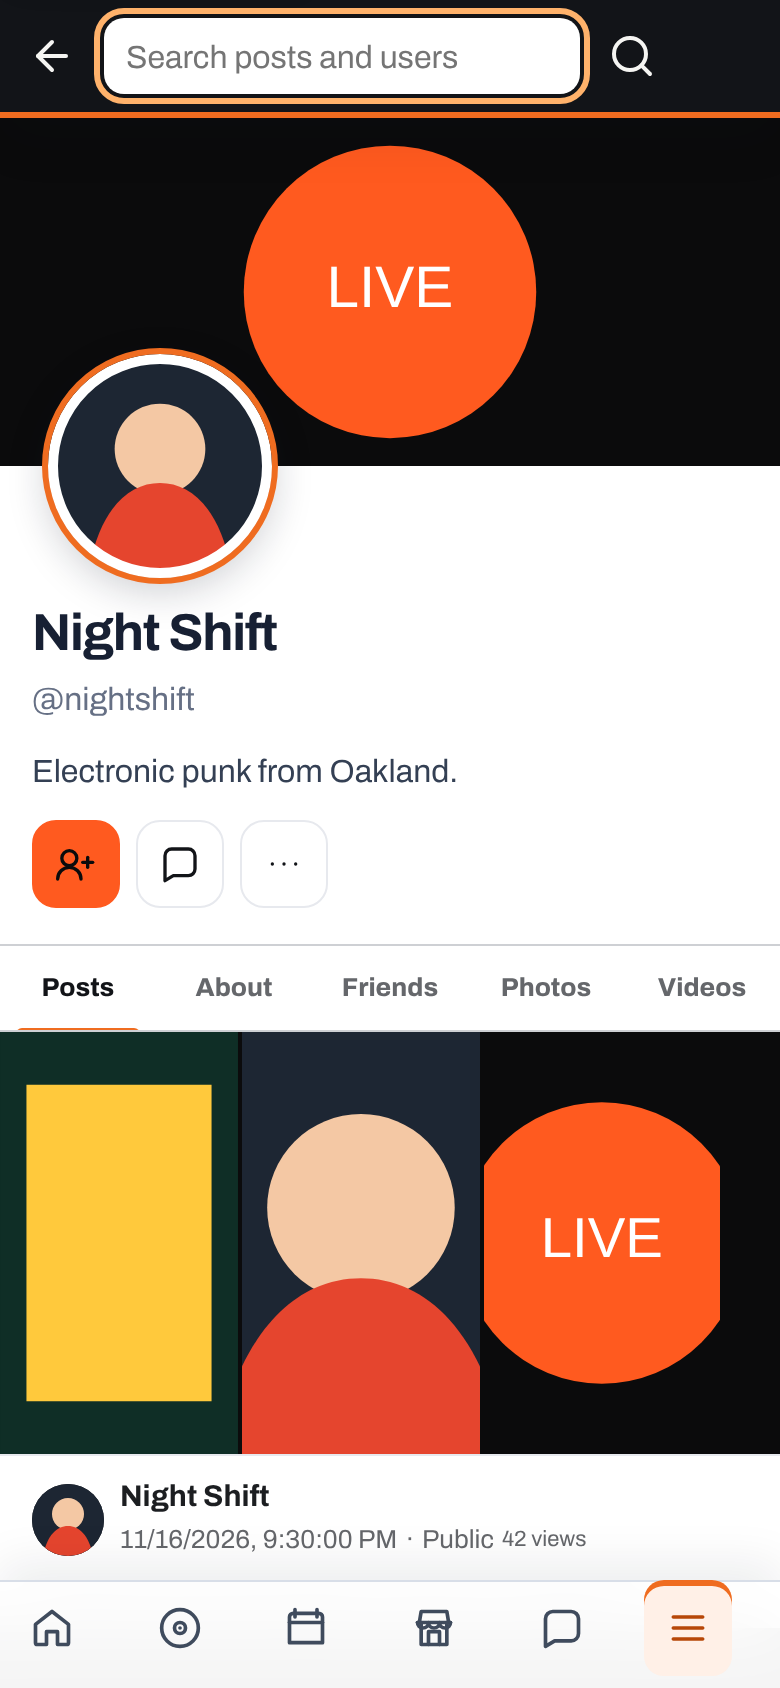 Search posts and users
LIVE
Night Shift
@nightshift
Electronic punk from Oakland.
Posts About Friends Photos Videos
LIVE
Night Shift
11/16/2026, 9:30:00 PM · Public 42 views